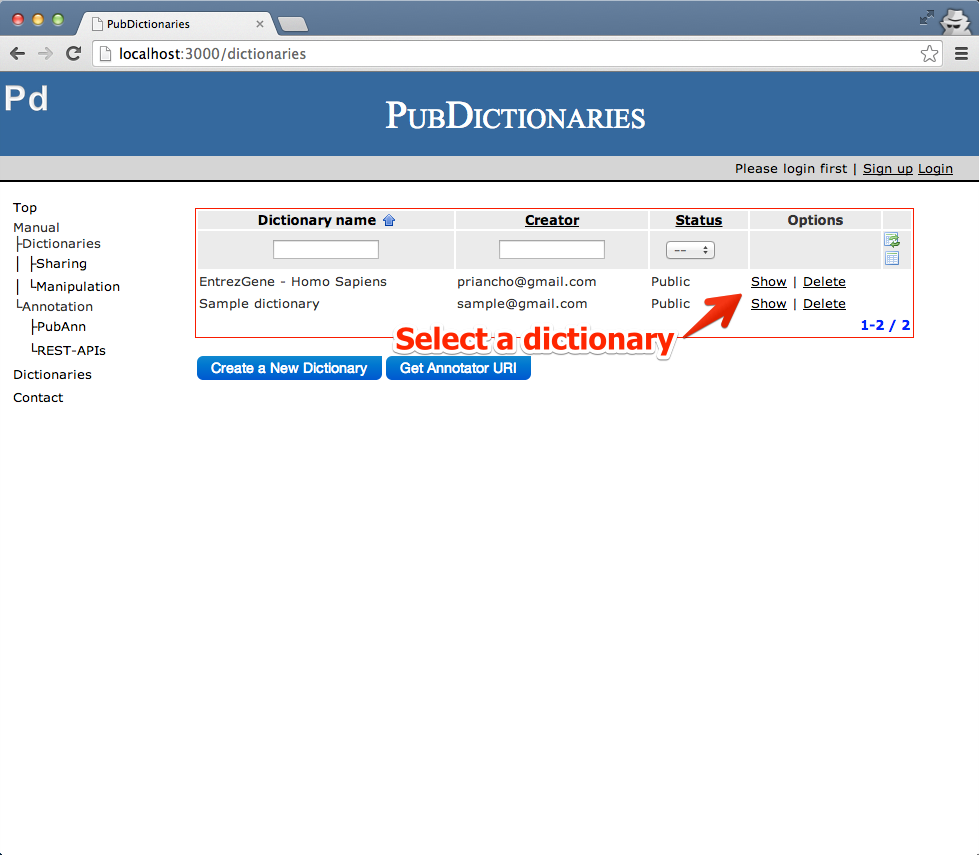 PubDictionaries
localhost:3000/dictionaries
Pd
PUBDICTIONARIES
Please login first | Sign up Login
Top
Manual
├Dictionaries
│ ├Sharing
│ └Manipulation
└Annotation
├PubAnn
└REST-APIs
Dictionaries
Contact
Dictionary name Creator Status Options
--
EntrezGene - Homo Sapiens priancho@gmail.com Public Show | Delete
Sample dictionary sample@gmail.com Public Show | Delete
1-2 / 2
Select a dictionary
Create a New Dictionary Get Annotator URI